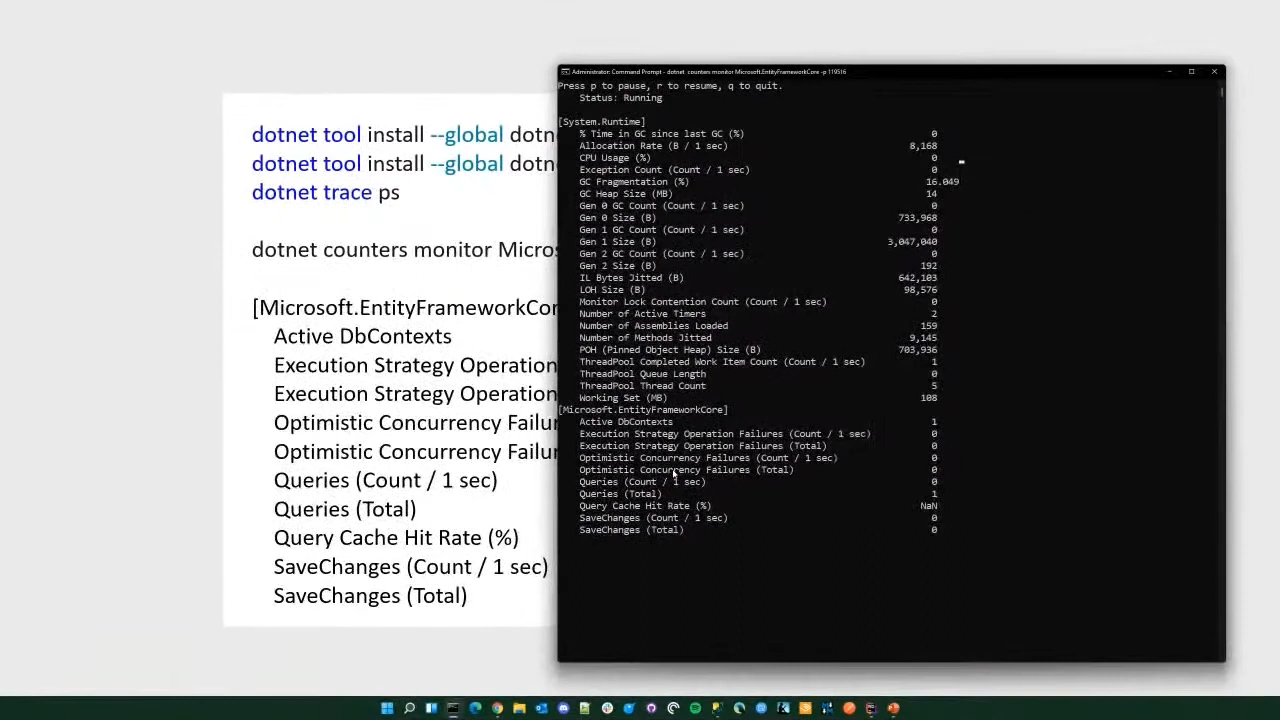 dotnet tool install --global dotn
dotnet tool install --global dotn
dotnet trace ps
dotnet counters monitor Micros
[Microsoft.EntityFrameworkCor
Active DbContexts
Execution Strategy Operation
Execution Strategy Operation
Optimistic Concurrency Failur
Optimistic Concurrency Failur
Queries (Count / 1 sec)
Queries (Total)
Query Cache Hit Rate (%)
SaveChanges (Count / 1 sec)
SaveChanges (Total)
Administrator: Command Prompt - dotnet counters monitor Microsoft.EntityFrameworkCore -p 119516
Press p to pause, r to resume, q to quit.
Status: Running
[System.Runtime]
% Time in GC since last GC (%) 0
Allocation Rate (B / 1 sec) 8,168
CPU Usage (%) 0
Exception Count (Count / 1 sec) 0
GC Fragmentation (%) 16.049
GC Heap Size (MB) 14
Gen 0 GC Count (Count / 1 sec) 0
Gen 0 Size (B) 733,968
Gen 1 GC Count (Count / 1 sec) 0
Gen 1 Size (B) 3,047,040
Gen 2 GC Count (Count / 1 sec) 0
Gen 2 Size (B) 192
IL Bytes Jitted (B) 642,103
LOH Size (B) 98,576
Monitor Lock Contention Count (Count / 1 sec) 0
Number of Active Timers 2
Number of Assemblies Loaded 159
Number of Methods Jitted 9,145
POH (Pinned Object Heap) Size (B) 703,936
ThreadPool Completed Work Item Count (Count / 1 sec) 1
ThreadPool Queue Length 0
ThreadPool Thread Count 5
Working Set (MB) 108
[Microsoft.EntityFrameworkCore]
Active DbContexts 1
Execution Strategy Operation Failures (Count / 1 sec) 0
Execution Strategy Operation Failures (Total) 0
Optimistic Concurrency Failures (Count / 1 sec) 0
Optimistic Concurrency Failures (Total) 0
Queries (Count / 1 sec) 0
Queries (Total) 1
Query Cache Hit Rate (%) NaN
SaveChanges (Count / 1 sec) 0
SaveChanges (Total) 0